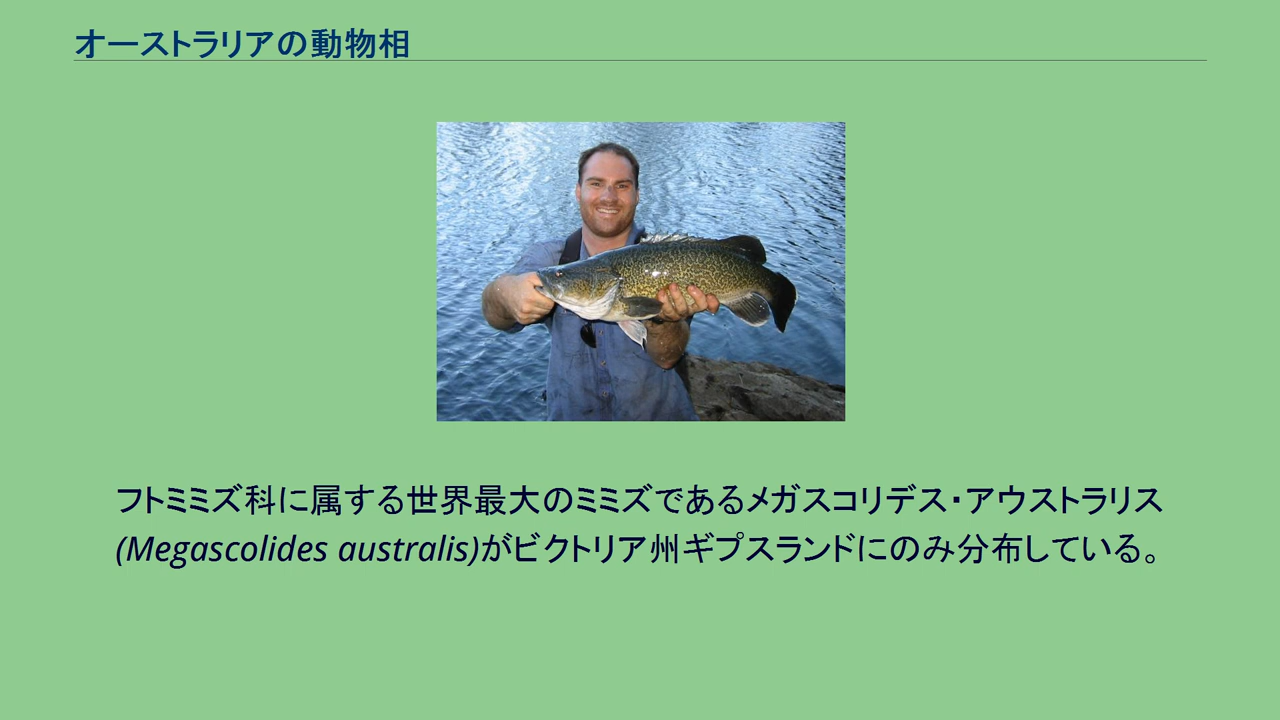 オーストラリアの動物相
フトミミズ科に属する世界最大のミミズであるメガスコリデス・アウストラリス
(Megascolides australis)がビクトリア州ギプスランドにのみ分布している。